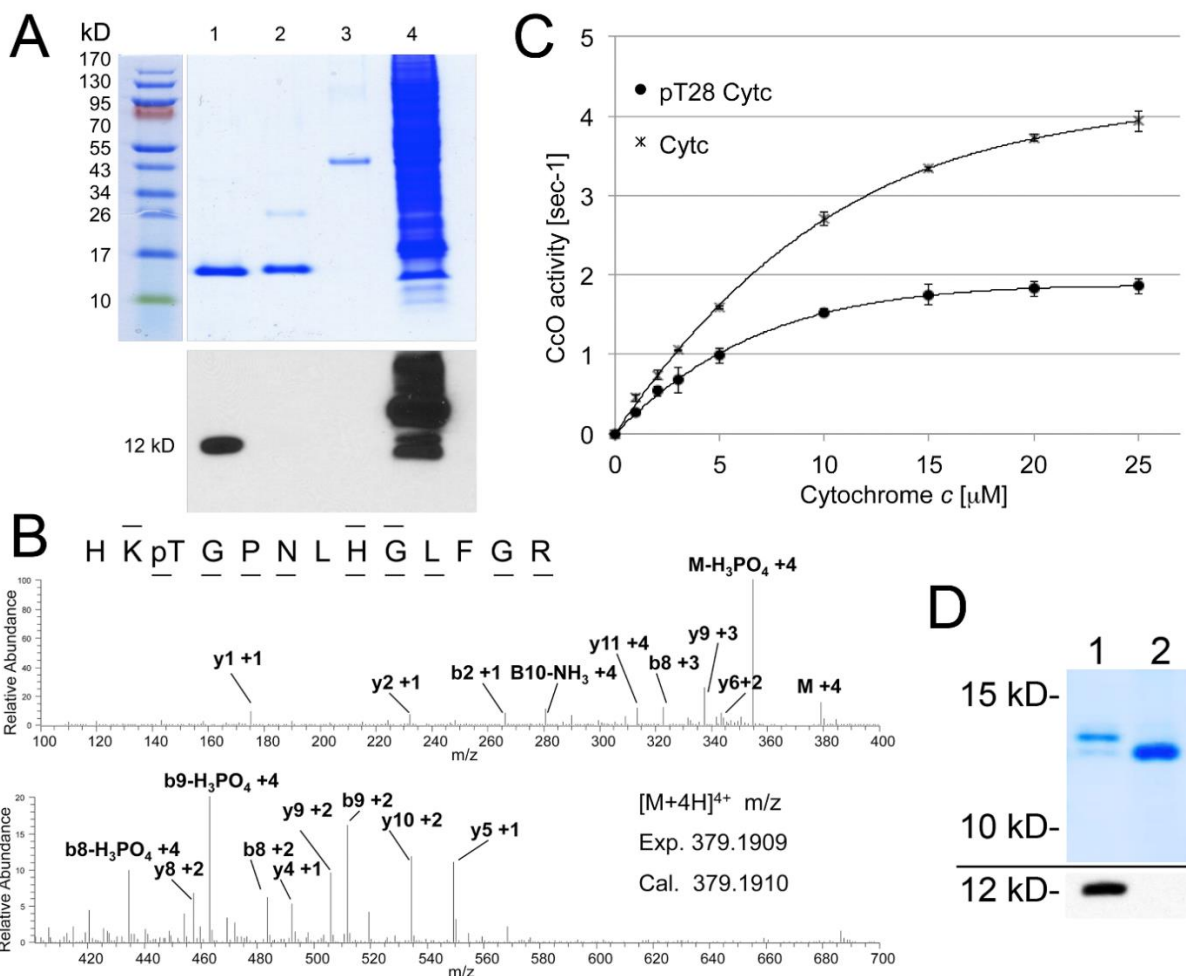 A
kD
1 2 3 4
170
130
95
70
55
43
34
26
17
10
12 kD
B
H K pT G P N L H G L F G R
Relative Abundance
100
80
60
40
20
0
y1 +1
y2 +1
b2 +1
B10-NH₃ +4
y11 +4
b8 +3
y9 +3
M-H₃PO₄ +4
y6+2
M +4
100 120 140 160 180 200 220 240 260 280 300 320 340 360 380 400
m/z
Relative Abundance
20
15
10
5
0
b8-H₃PO₄ +4
y8 +2
b9-H₃PO₄ +4
b8 +2
y4 +1
y9 +2
b9 +2
y10 +2
y5 +1
420 440 460 480 500 520 540 560 580 600 620 640 660 680 700
m/z
[M+4H]⁴⁺ m/z
Exp. 379.1909
Cal. 379.1910
C
CcO activity [sec-1]
5
4
3
2
1
0
pT28 Cytc
Cytc
0 5 10 15 20 25
Cytochrome c [µM]
D
1 2
15 kD-
10 kD-
12 kD-